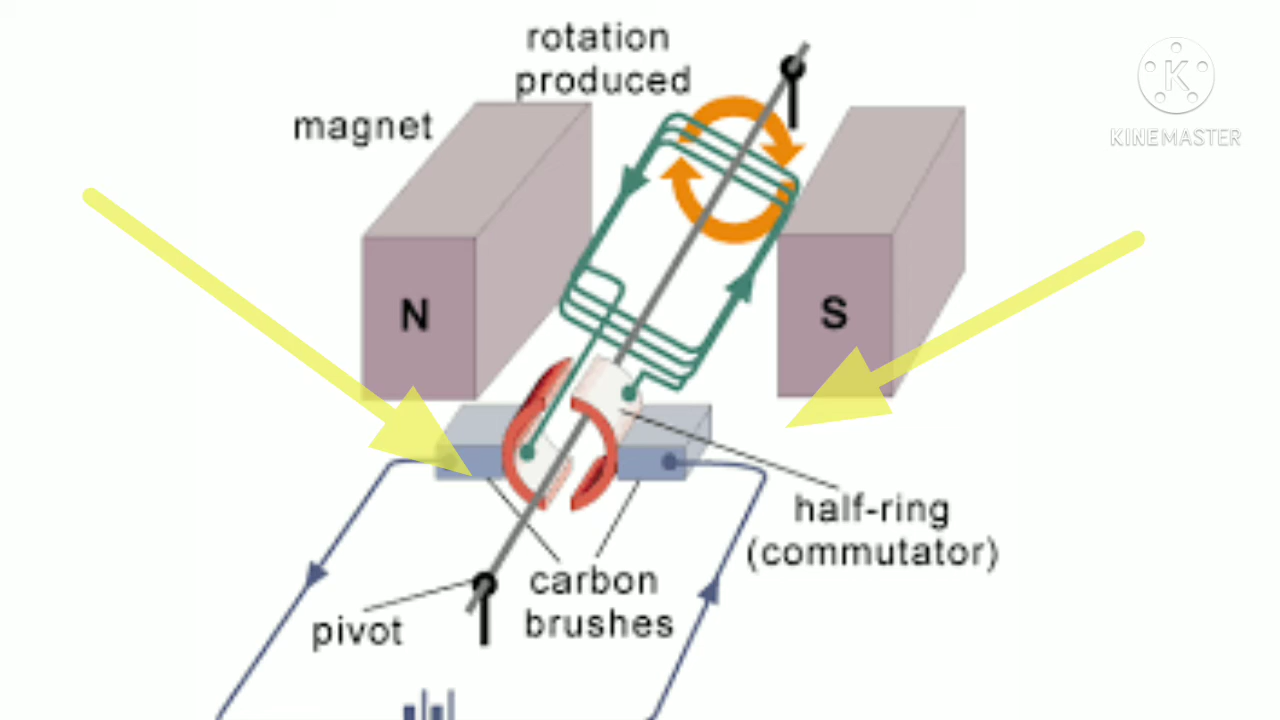 rotation
produced
magnet
K
KINEMASTER
N
S
half-ring
(commutator)
carbon
brushes
pivot